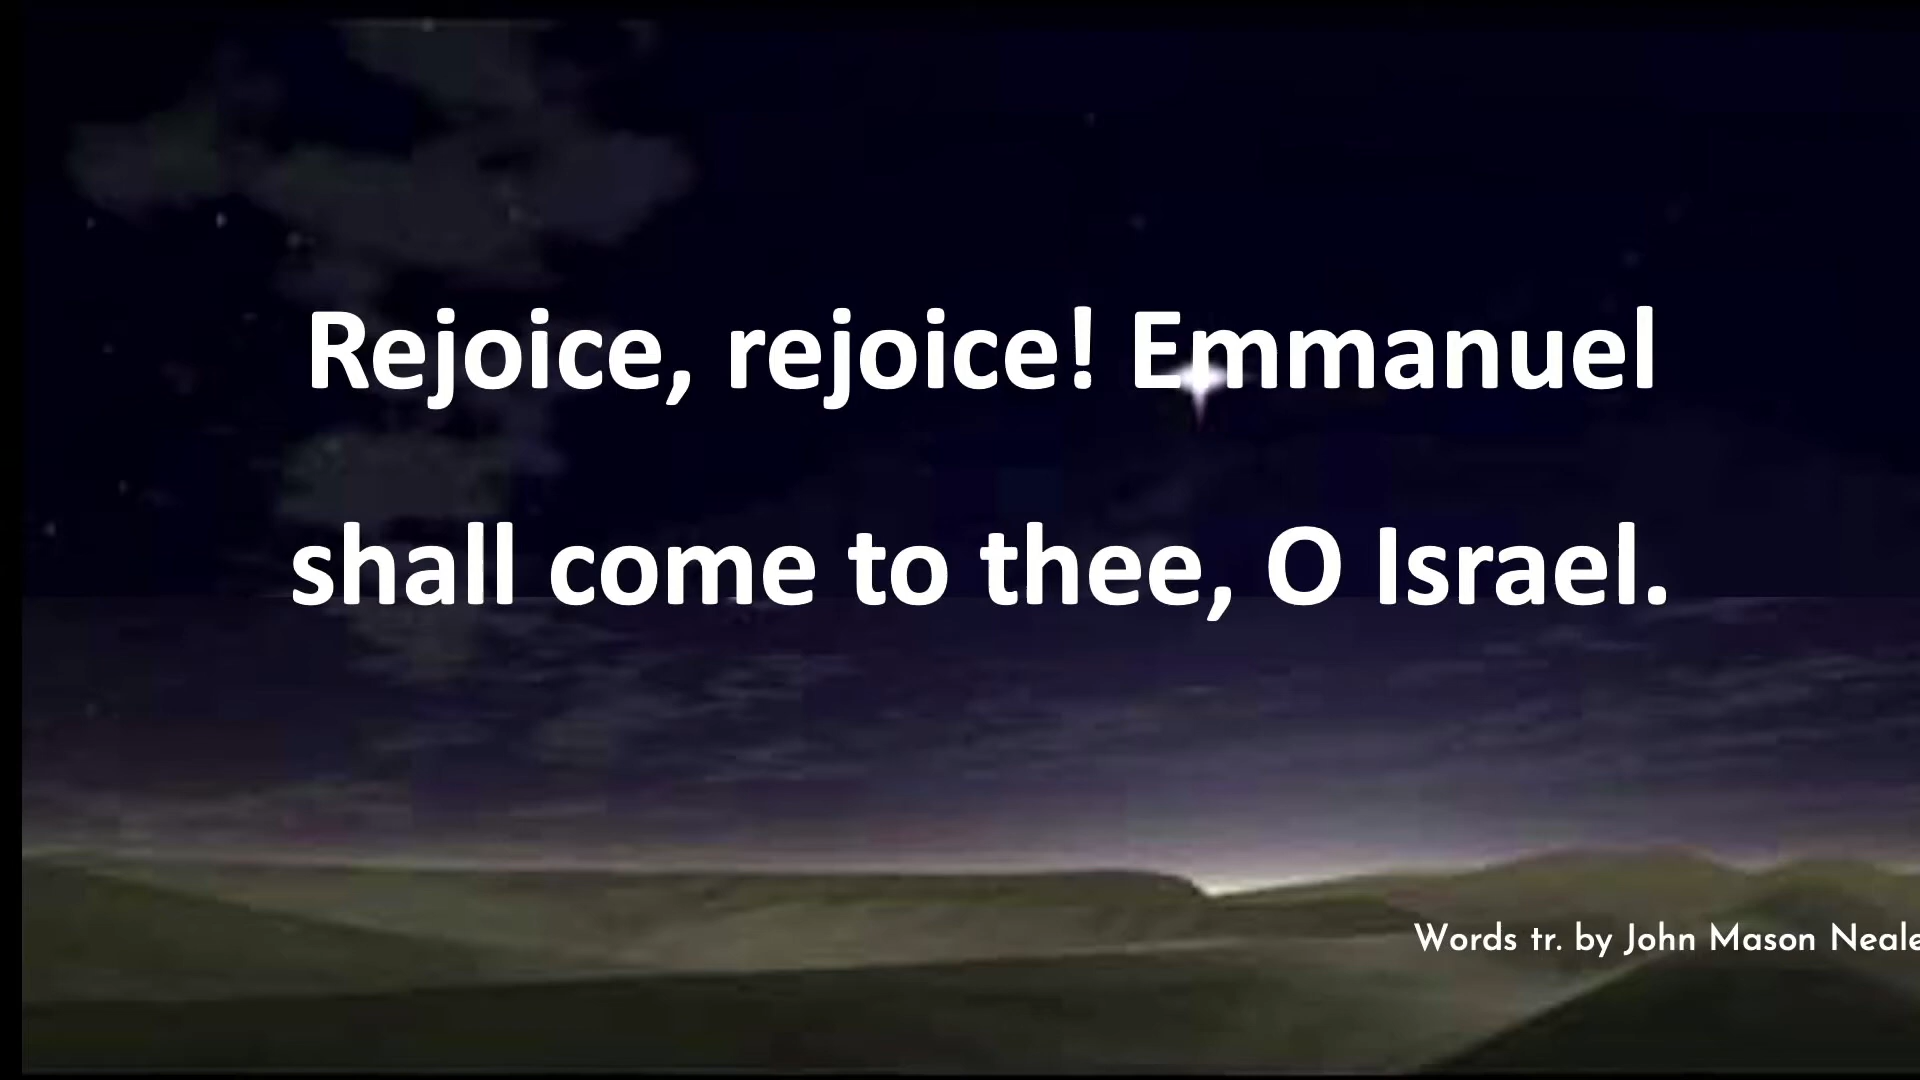 Rejoice, rejoice! Emmanuel
shall come to thee, O Israel.
Words tr. by John Mason Neale